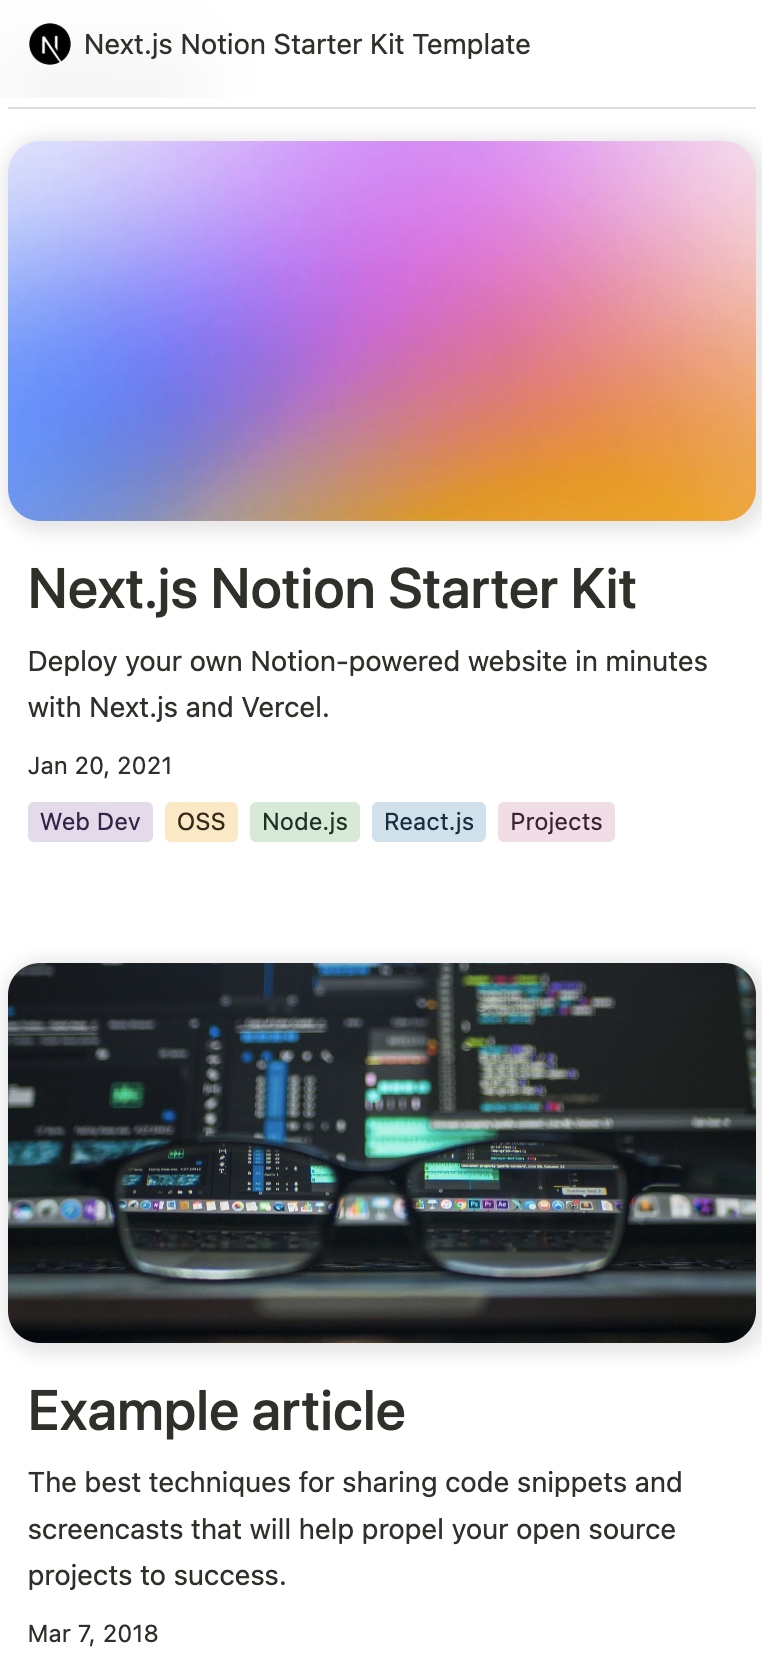 Next.js Notion Starter Kit Template
Next.js Notion Starter Kit
Deploy your own Notion-powered website in minutes
with Next.js and Vercel.
Jan 20, 2021
Web Dev OSS Node.js React.js Projects
Example article
The best techniques for sharing code snippets and
screencasts that will help propel your open source
projects to success.
Mar 7, 2018